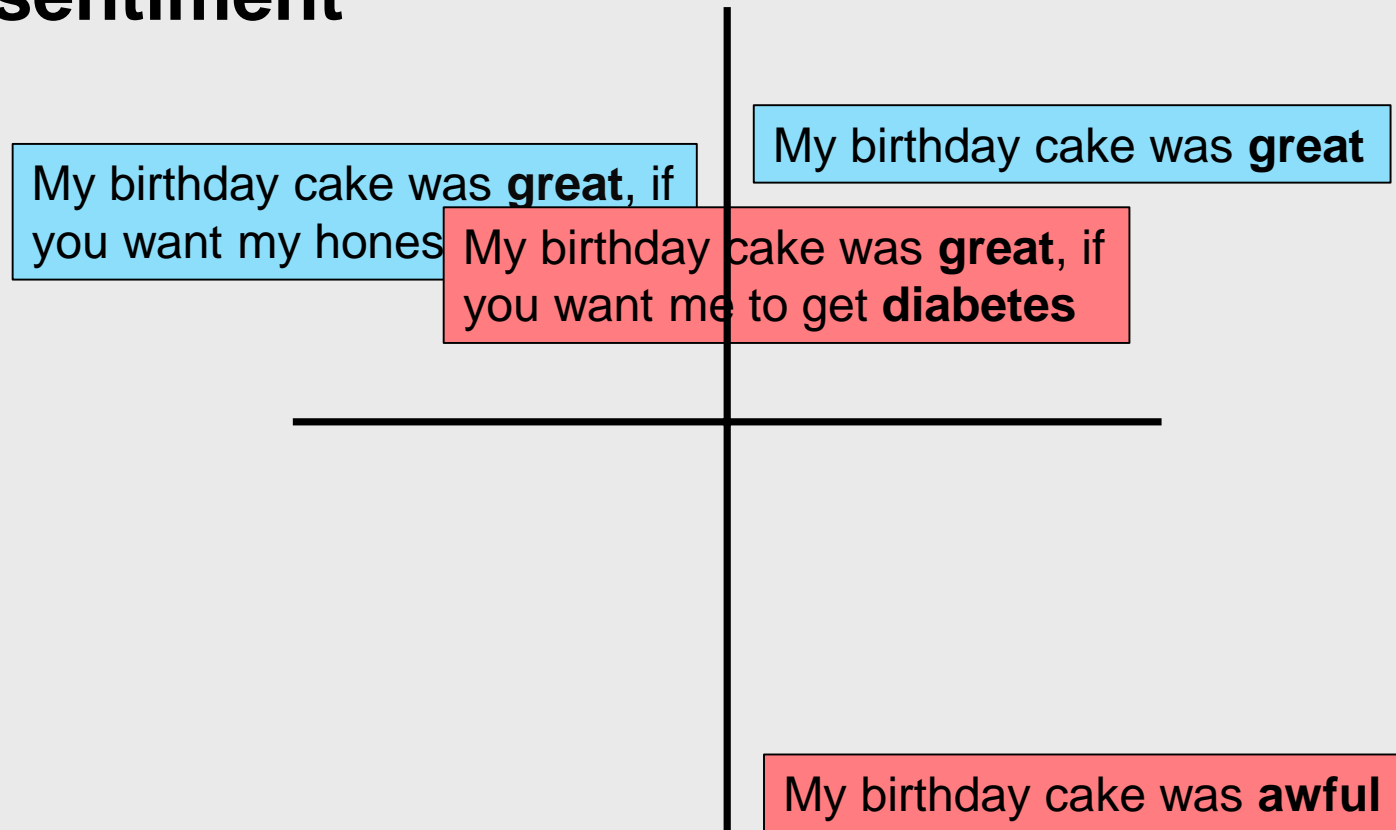 sentiment
My birthday cake was great
My birthday cake was great, if
you want my hones
My birthday cake was great, if
you want me to get diabetes
My birthday cake was awful